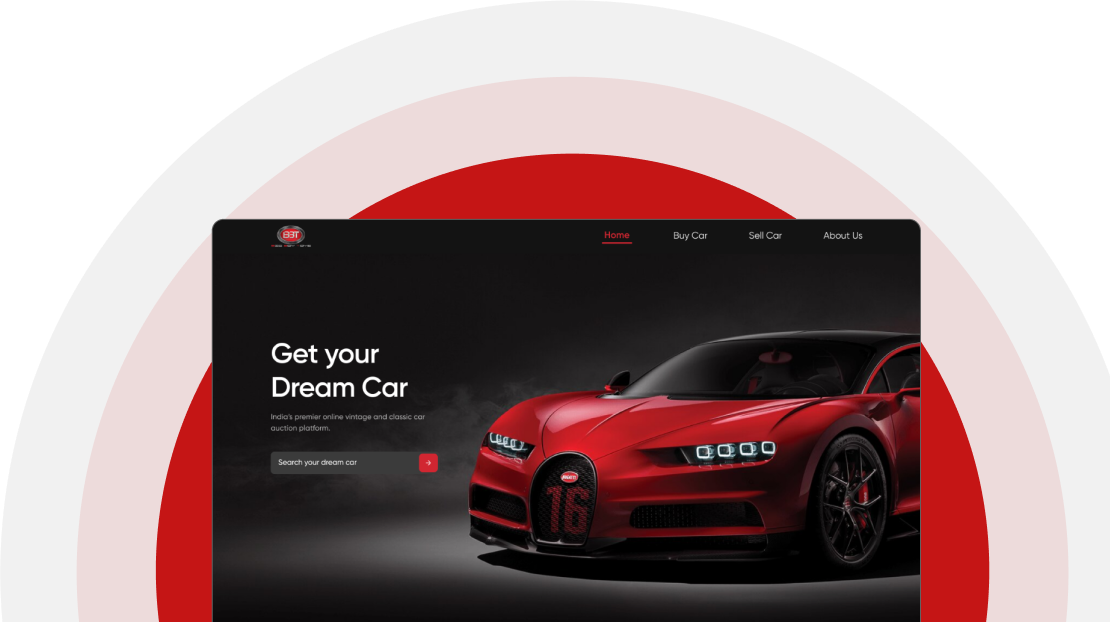 BBT
Home
Buy Car
Sell Car
About Us
Get your
Dream Car
India's premier online vintage and classic car
auction platform.
Search your dream car
16